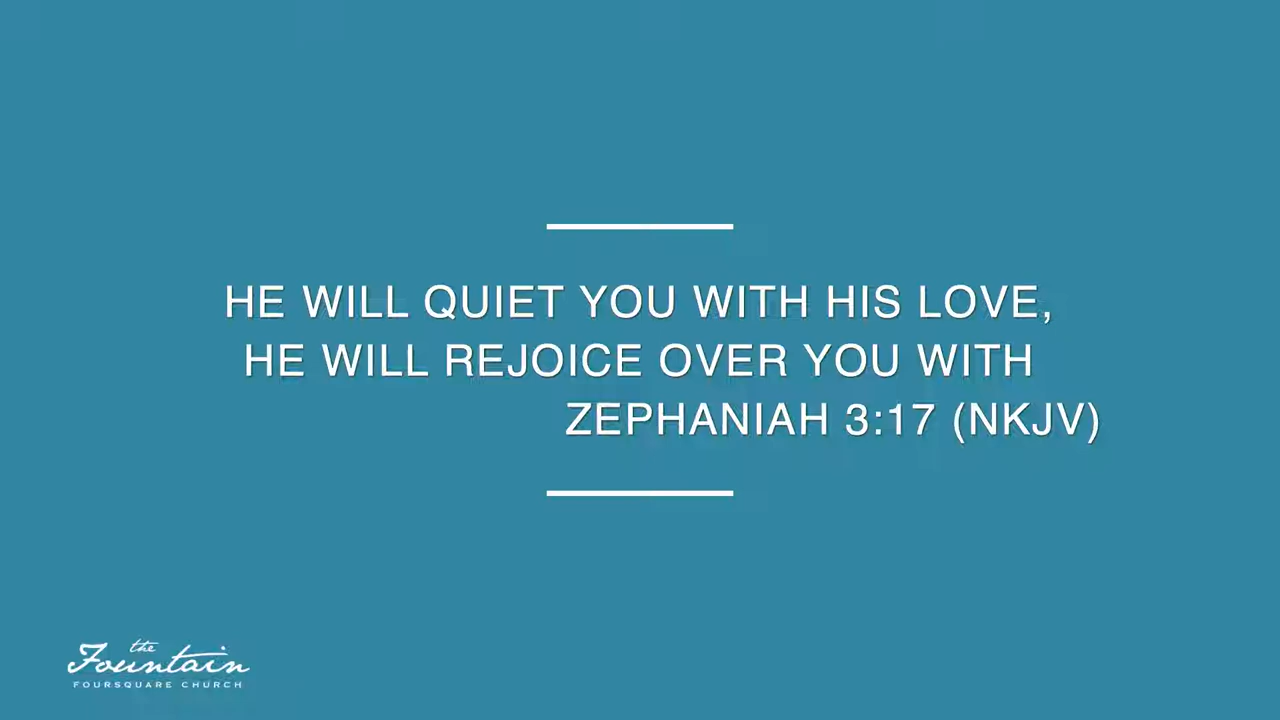 HE WILL QUIET YOU WITH HIS LOVE,
HE WILL REJOICE OVER YOU WITH
ZEPHANIAH 3:17 (NKJV)
the
Fountain
FOURSQUARE CHURCH